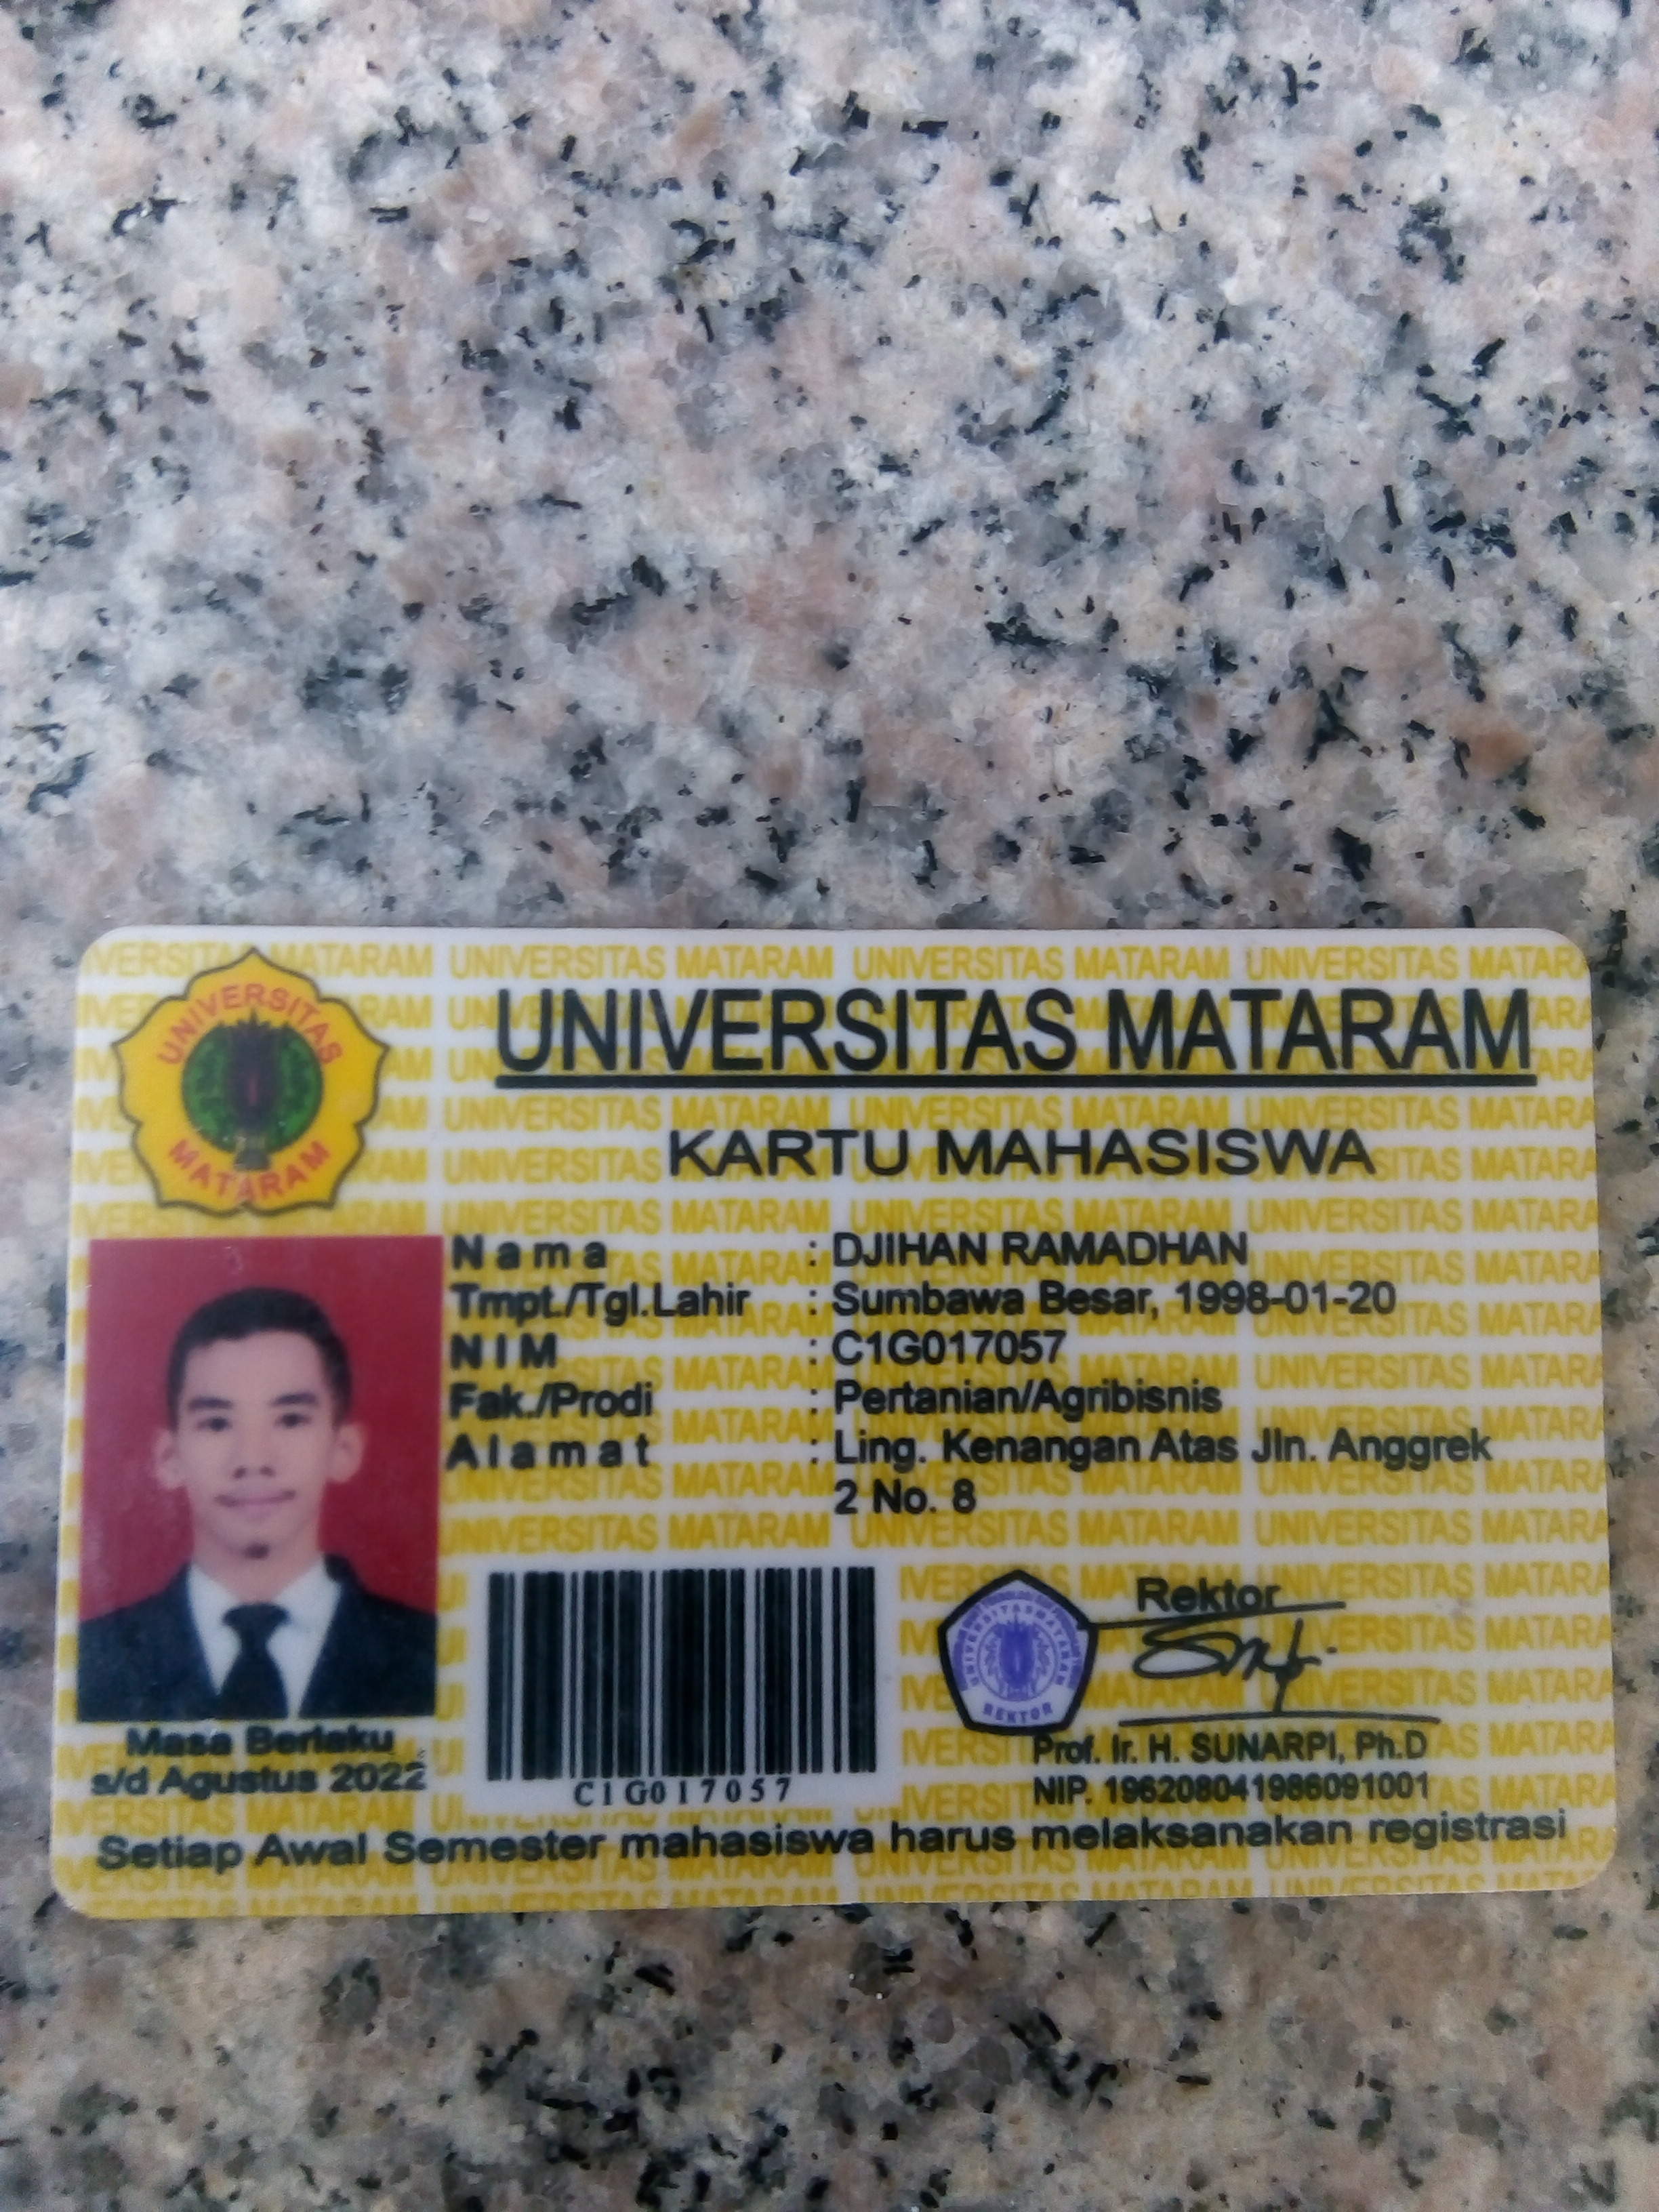 UNIVERSITAS MATARAM
UNIVERSITAS MATARAM
KARTU MAHASISWA
Nama : DJIHAN RAMADHAN
Tmpt./Tgl.Lahir : Sumbawa Besar, 1998-01-20
NIM : C1G017057
Fak./Prodi : Pertanian/Agribisnis
Alamat : Ling. Kenangan Atas Jln. Anggrek
2 No. 8
Masa Berlaku
s/d Agustus 2022
C1G017057
UNIVERSITAS MATARAM
REKTOR
Rektor
Prof. Ir. H. SUNARPI, Ph.D
NIP. 196208041986091001
Setiap Awal Semester mahasiswa harus melaksanakan registrasi